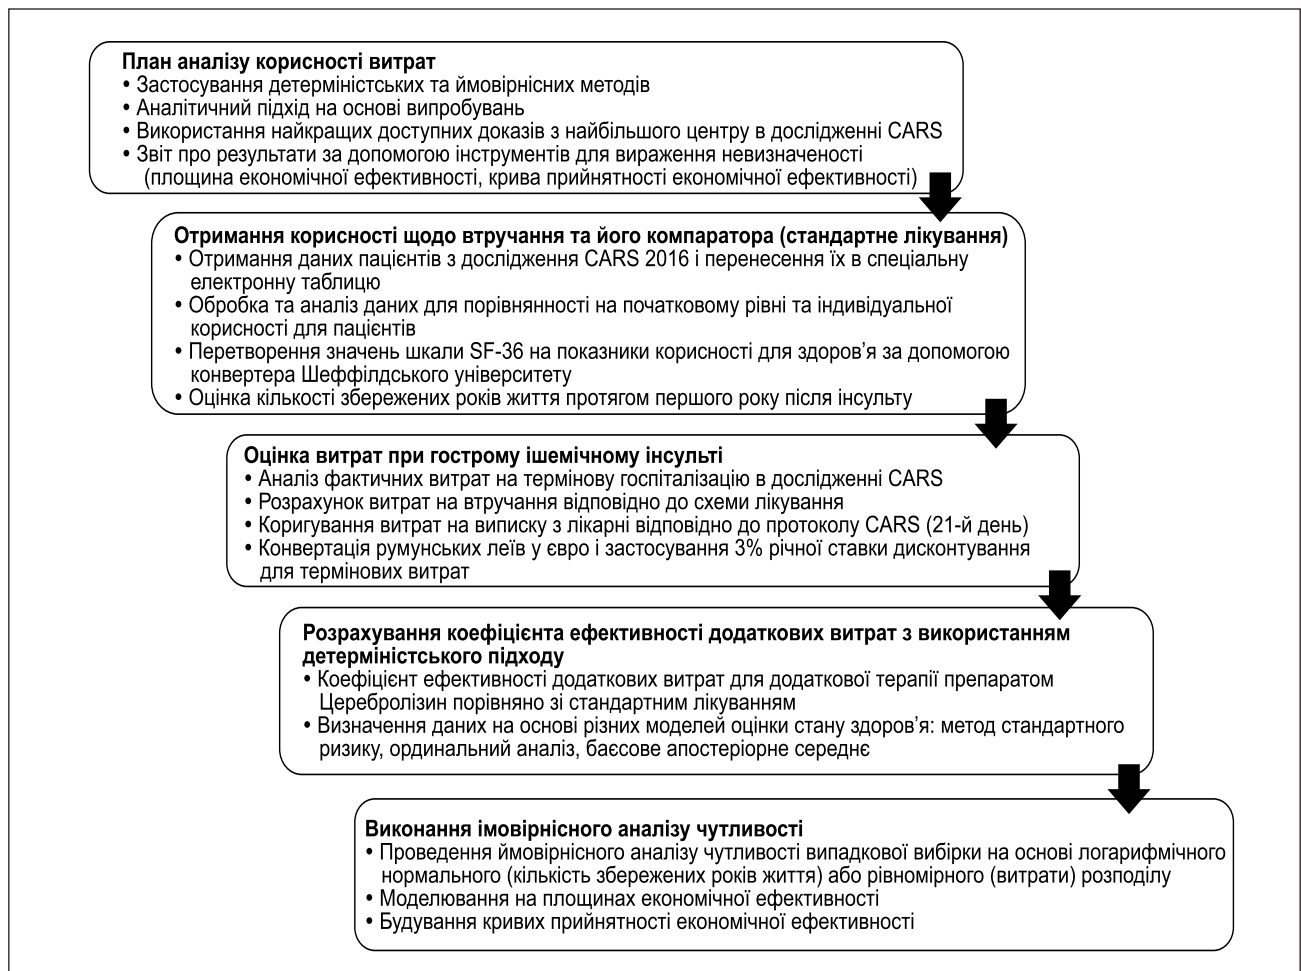 План аналізу корисності витрат
• Застосування детерміністських та ймовірнісних методів
• Аналітичний підхід на основі випробувань
• Використання найкращих доступних доказів з найбільшого центру в дослідженні CARS
• Звіт про результати за допомогою інструментів для вираження невизначеності
(площина економічної ефективності, крива прийнятності економічної ефективності)
Отримання корисності щодо втручання та його компаратора (стандартне лікування)
• Отримання даних пацієнтів з дослідження CARS 2016 і перенесення їх в спеціальну
електронну таблицю
• Обробка та аналіз даних для порівнянності на початковому рівні та індивідуальної
корисності для пацієнтів
• Перетворення значень шкали SF-36 на показники корисності для здоров’я за допомогою
конвертера Шеффілдського університету
• Оцінка кількості збережених років життя протягом першого року після інсульту
Оцінка витрат при гострому ішемічному інсульті
• Аналіз фактичних витрат на термінову госпіталізацію в дослідженні CARS
• Розрахунок витрат на втручання відповідно до схеми лікування
• Коригування витрат на виписку з лікарні відповідно до протоколу CARS (21-й день)
• Конвертація румунських леїв у євро і застосування 3% річної ставки дисконтування
для термінових витрат
Розрахування коефіцієнта ефективності додаткових витрат з використанням
детерміністського підходу
• Коефіцієнт ефективності додаткових витрат для додаткової терапії препаратом
Церебролізин порівняно зі стандартним лікуванням
• Визначення даних на основі різних моделей оцінки стану здоров’я: метод стандартного
ризику, ординальний аналіз, баєсове апостеріорне середнє
Виконання імовірнісного аналізу чутливості
• Проведення ймовірнісного аналізу чутливості випадкової вибірки на основі логарифмічного
нормального (кількість збережених років життя) або рівномірного (витрати) розподілу
• Моделювання на площинах економічної ефективності
• Будування кривих прийнятності економічної ефективності